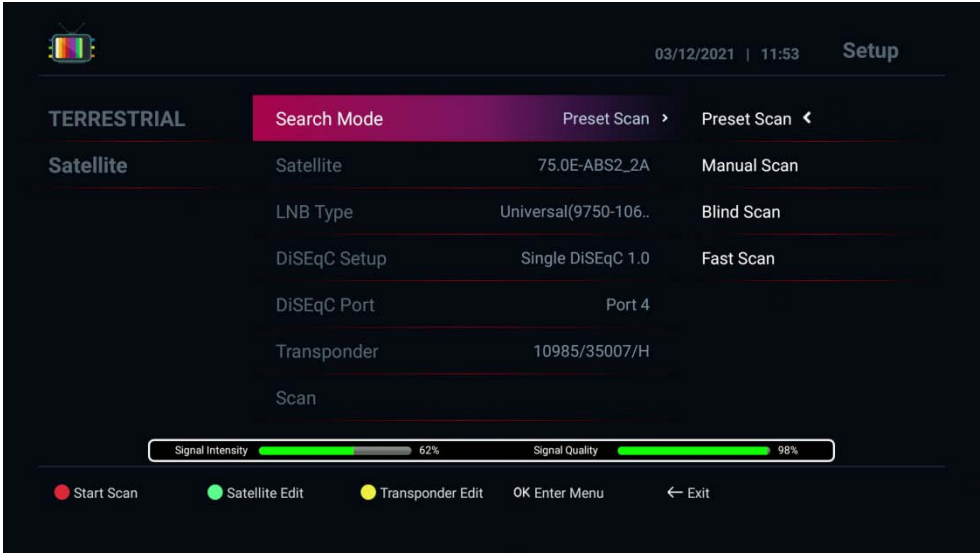 03/12/2021 | 11:53 Setup
TERRESTRIAL
Satellite
Search Mode Preset Scan >
Satellite 75.0E-ABS2_2A
LNB Type Universal(9750-106..
DiSEqC Setup Single DiSEqC 1.0
DiSEqC Port Port 4
Transponder 10985/35007/H
Scan
Preset Scan <
Manual Scan
Blind Scan
Fast Scan
Signal Intensity 62% Signal Quality 98%
Start Scan Satellite Edit Transponder Edit OK Enter Menu ← Exit